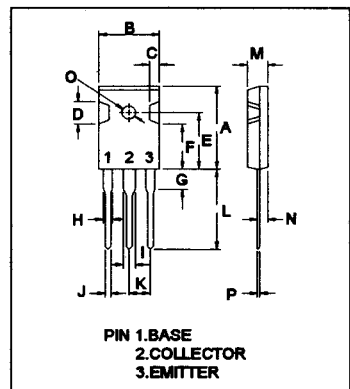 B
C
M
O
D
A
E
F
1 2 3
G
H
L
N
I
K
J
P
PIN 1.BASE
2.COLLECTOR
3.EMITTER